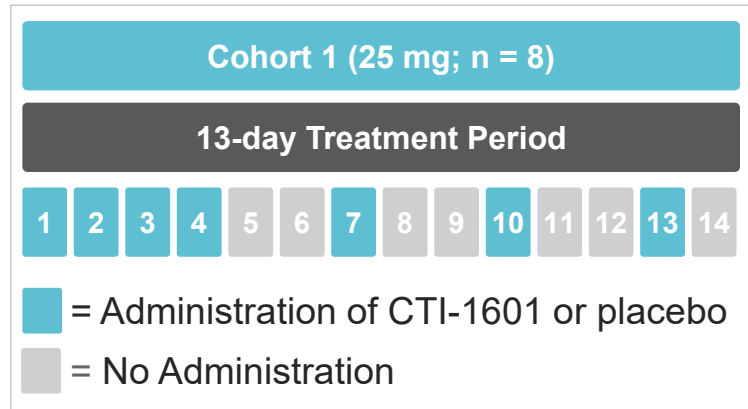 Cohort 1 (25 mg; n = 8)
13-day Treatment Period
1 2 3 4 5 6 7 8 9 10 11 12 13 14
= Administration of CTI-1601 or placebo
= No Administration